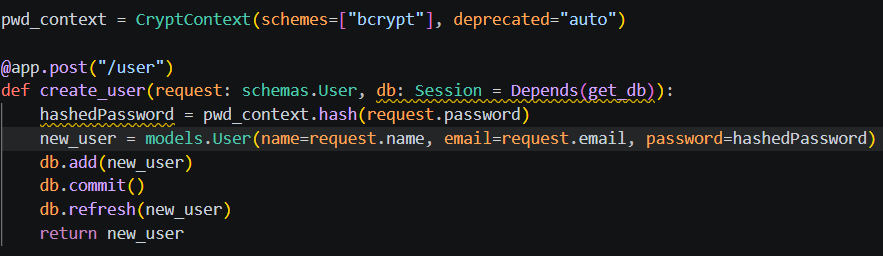 pwd_context = CryptContext(schemes=["bcrypt"], deprecated="auto")
@app.post("/user")
def create_user(request: schemas.User, db: Session = Depends(get_db)):
    hashedPassword = pwd_context.hash(request.password)
    new_user = models.User(name=request.name, email=request.email, password=hashedPassword)
    db.add(new_user)
    db.commit()
    db.refresh(new_user)
    return new_user